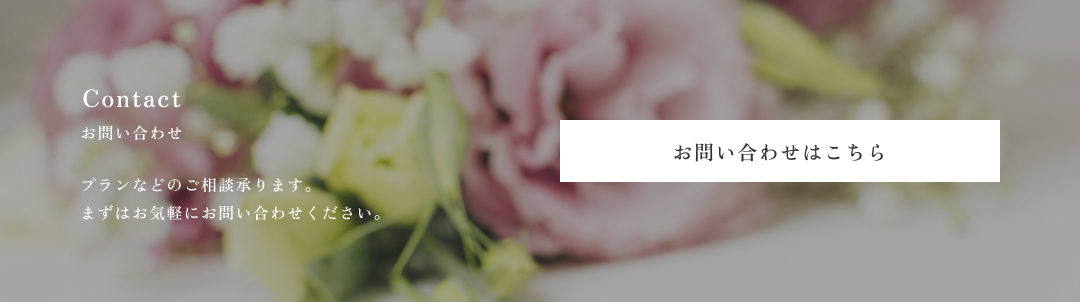 Contact
お問い合わせ
プランなどのご相談承ります。
まずはお気軽にお問い合わせください。
お問い合わせはこちら